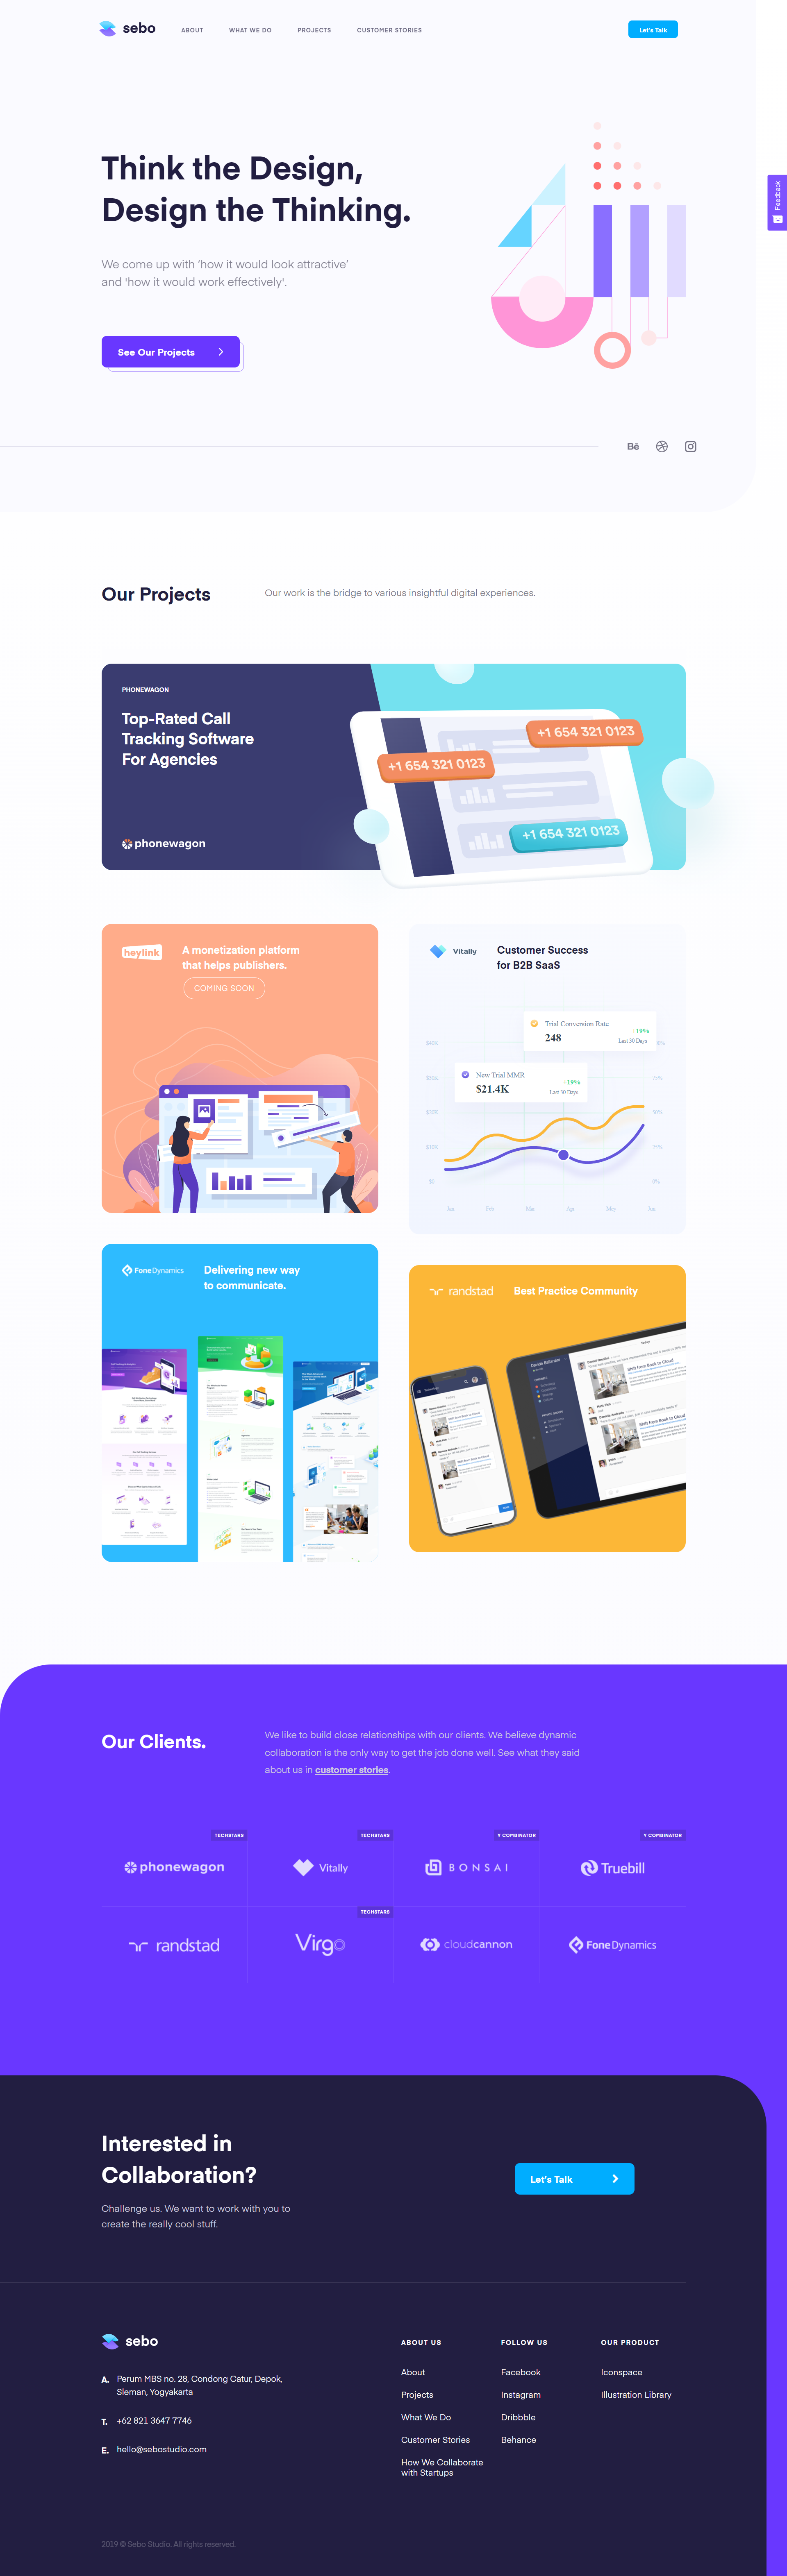 sebo
ABOUT
WHAT WE DO
PROJECTS
CUSTOMER STORIES
Let's Talk
Feedback
Think the Design,
Design the Thinking.
We come up with 'how it would look attractive'
and 'how it would work effectively'.
See Our Projects
Bē
Our Projects
Our work is the bridge to various insightful digital experiences.
PHONEWAGON
Top-Rated Call
Tracking Software
For Agencies
phonewagon
+1 654 321 0123
+1 654 321 0123
+1 654 321 0123
heylink
A monetization platform
that helps publishers.
COMING SOON
Vitally
Customer Success
for B2B SaaS
Trial Conversion Rate
248
+19%
Last 30 Days
New Trial MMR
$21.4K
+19%
Last 30 Days
FoneDynamics
Delivering new way
to communicate.
randstad
Best Practice Community
Our Clients.
We like to build close relationships with our clients. We believe dynamic
collaboration is the only way to get the job done well. See what they said
about us in customer stories.
TECHSTARS
TECHSTARS
Y COMBINATOR
Y COMBINATOR
phonewagon
Vitally
BONSAI
Truebill
TECHSTARS
randstad
Virgo
cloudcannon
FoneDynamics
Interested in
Collaboration?
Challenge us. We want to work with you to
create the really cool stuff.
Let's Talk
sebo
A. Perum MBS no. 28, Condong Catur, Depok,
Sleman, Yogyakarta
T. +62 821 3647 7746
E. hello@sebostudio.com
ABOUT US
About
Projects
What We Do
Customer Stories
How We Collaborate
with Startups
FOLLOW US
Facebook
Instagram
Dribbble
Behance
OUR PRODUCT
Iconspace
Illustration Library
2019 © Sebo Studio. All rights reserved.